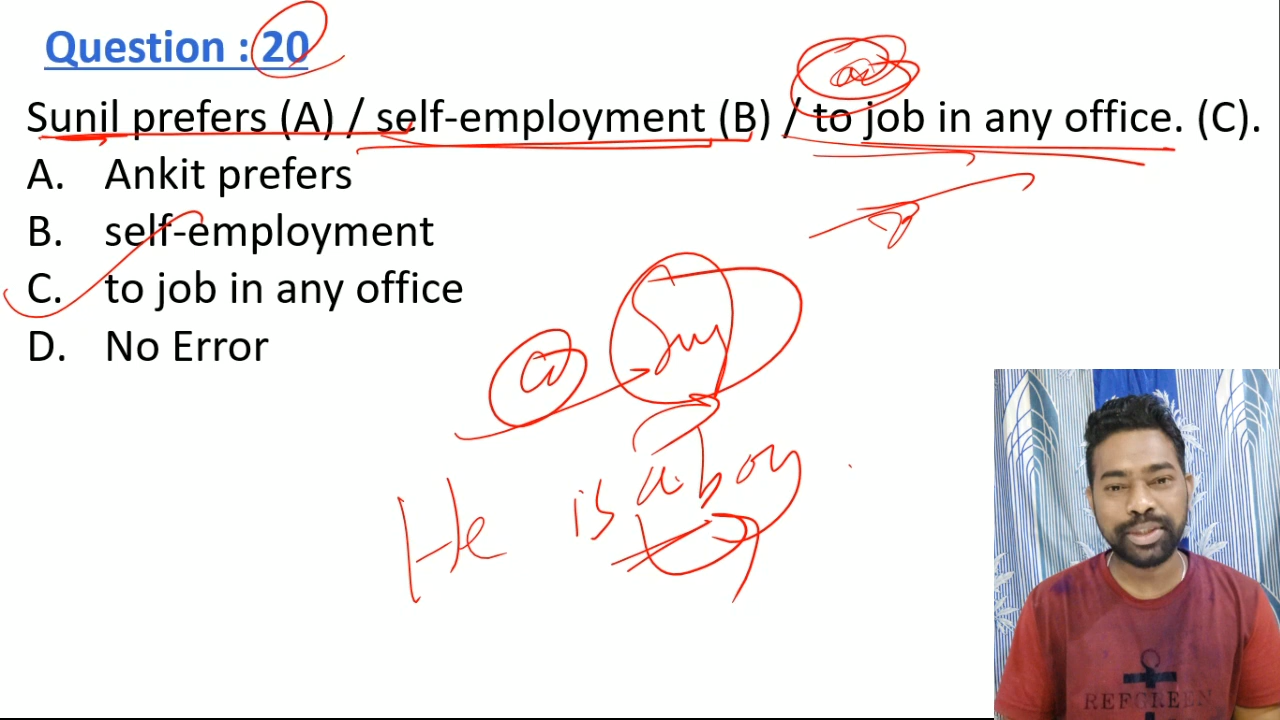 Question : 20
Sunil prefers (A) / self-employment (B) / to job in any office. (C).
A. Ankit prefers
B. self-employment
C. to job in any office
D. No Error
He is a boy
REFGREEN